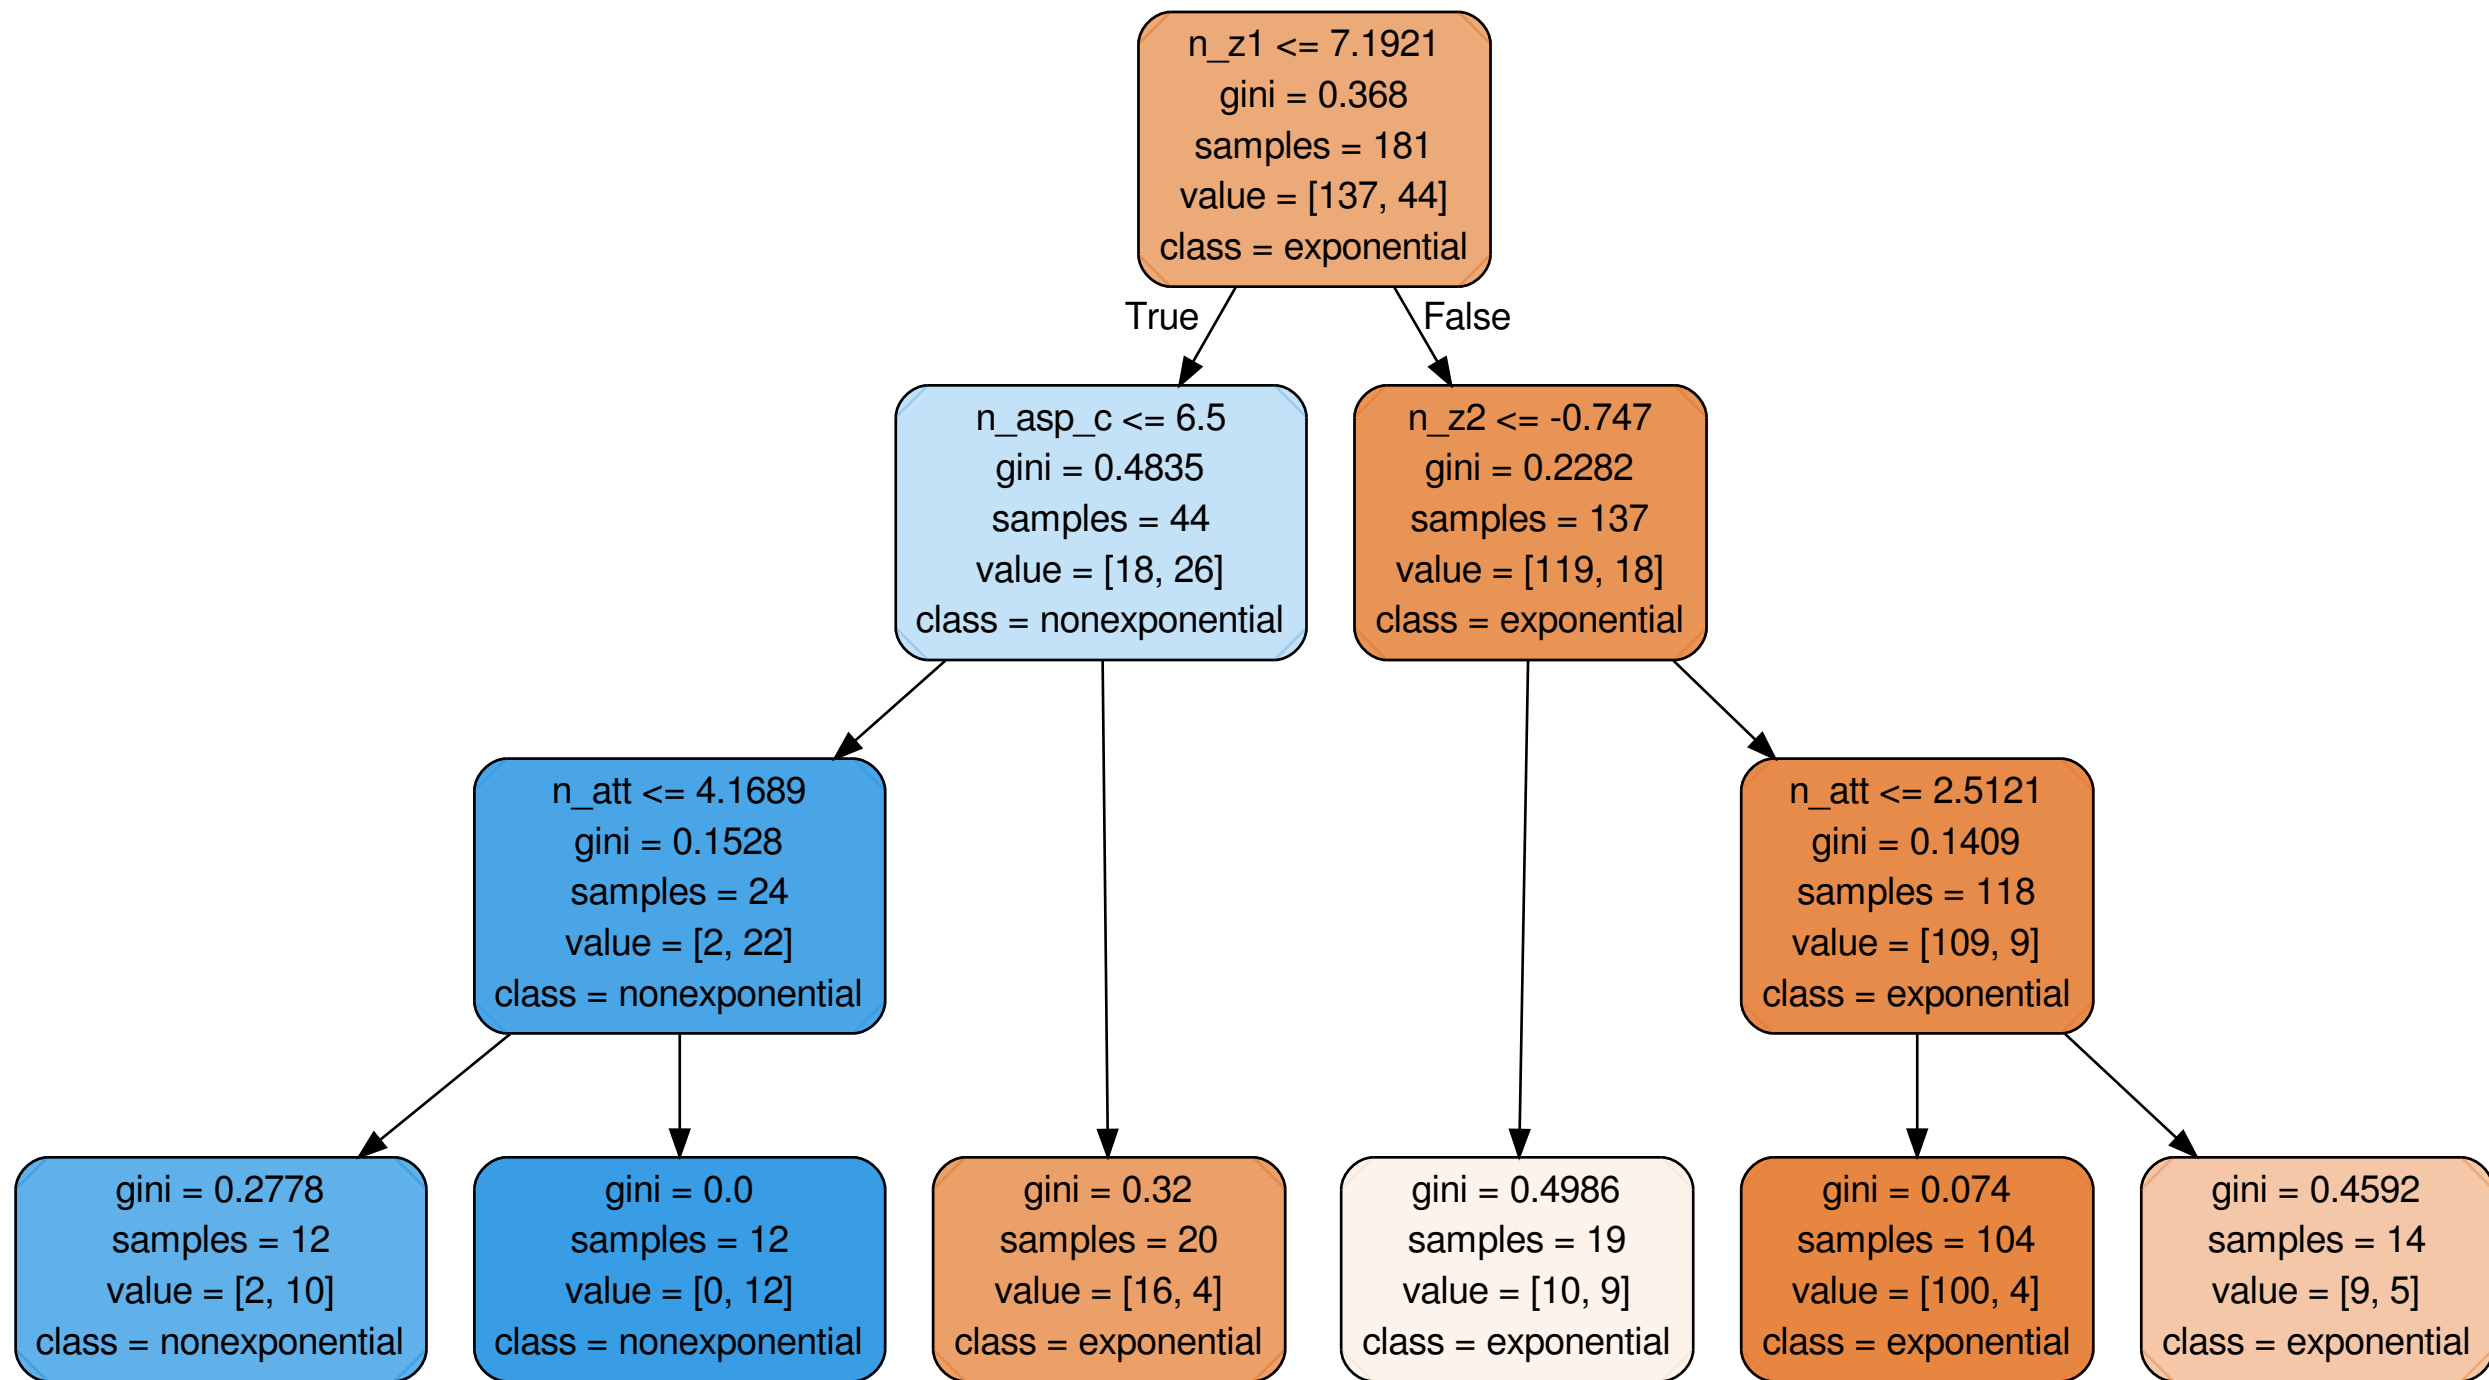 n_z1 <= 7.1921
gini = 0.368
samples = 181
value = [137, 44]
class = exponential
True
False
n_asp_c <= 6.5
gini = 0.4835
samples = 44
value = [18, 26]
class = nonexponential
n_z2 <= -0.747
gini = 0.2282
samples = 137
value = [119, 18]
class = exponential
n_att <= 4.1689
gini = 0.1528
samples = 24
value = [2, 22]
class = nonexponential
n_att <= 2.5121
gini = 0.1409
samples = 118
value = [109, 9]
class = exponential
gini = 0.2778
samples = 12
value = [2, 10]
class = nonexponential
gini = 0.0
samples = 12
value = [0, 12]
class = nonexponential
gini = 0.32
samples = 20
value = [16, 4]
class = exponential
gini = 0.4986
samples = 19
value = [10, 9]
class = exponential
gini = 0.074
samples = 104
value = [100, 4]
class = exponential
gini = 0.4592
samples = 14
value = [9, 5]
class = exponential